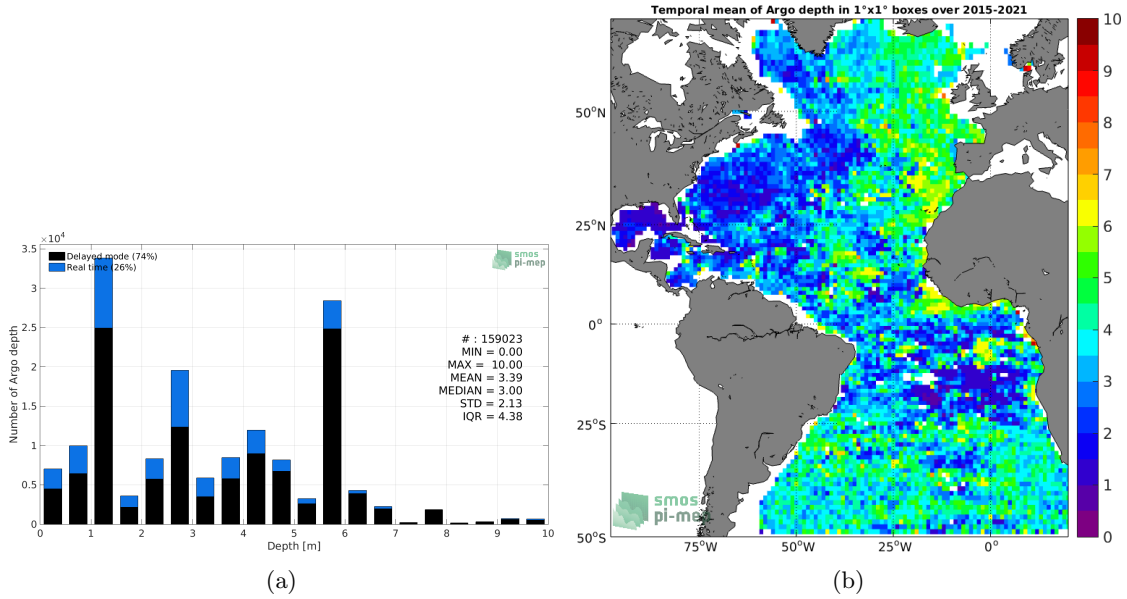 ×10⁴
3.5
3
2.5
2
1.5
1
0.5
0
Number of Argo depth
Delayed mode (74%)
Real time (26%)
smos
pi-mep
# : 159023
MIN = 0.00
MAX = 10.00
MEAN = 3.39
MEDIAN = 3.00
STD = 2.13
IQR = 4.38
0 1 2 3 4 5 6 7 8 9 10
Depth [m]
(a)
Temporal mean of Argo depth in 1°x1° boxes over 2015-2021
50°N
25°N
0°
25°S
50°S
75°W 50°W 25°W 0°
smos
pi-mep
10
9
8
7
6
5
4
3
2
1
0
(b)